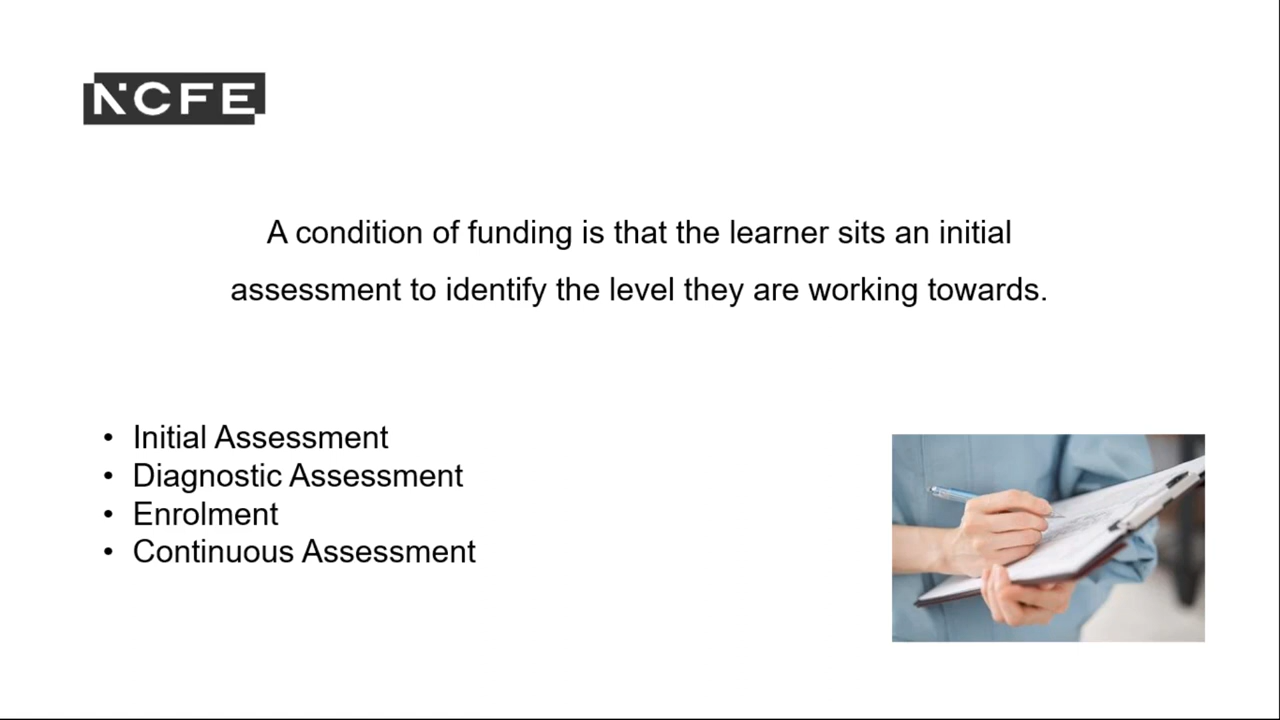 NCFE
A condition of funding is that the learner sits an initial
assessment to identify the level they are working towards.
• Initial Assessment
• Diagnostic Assessment
• Enrolment
• Continuous Assessment